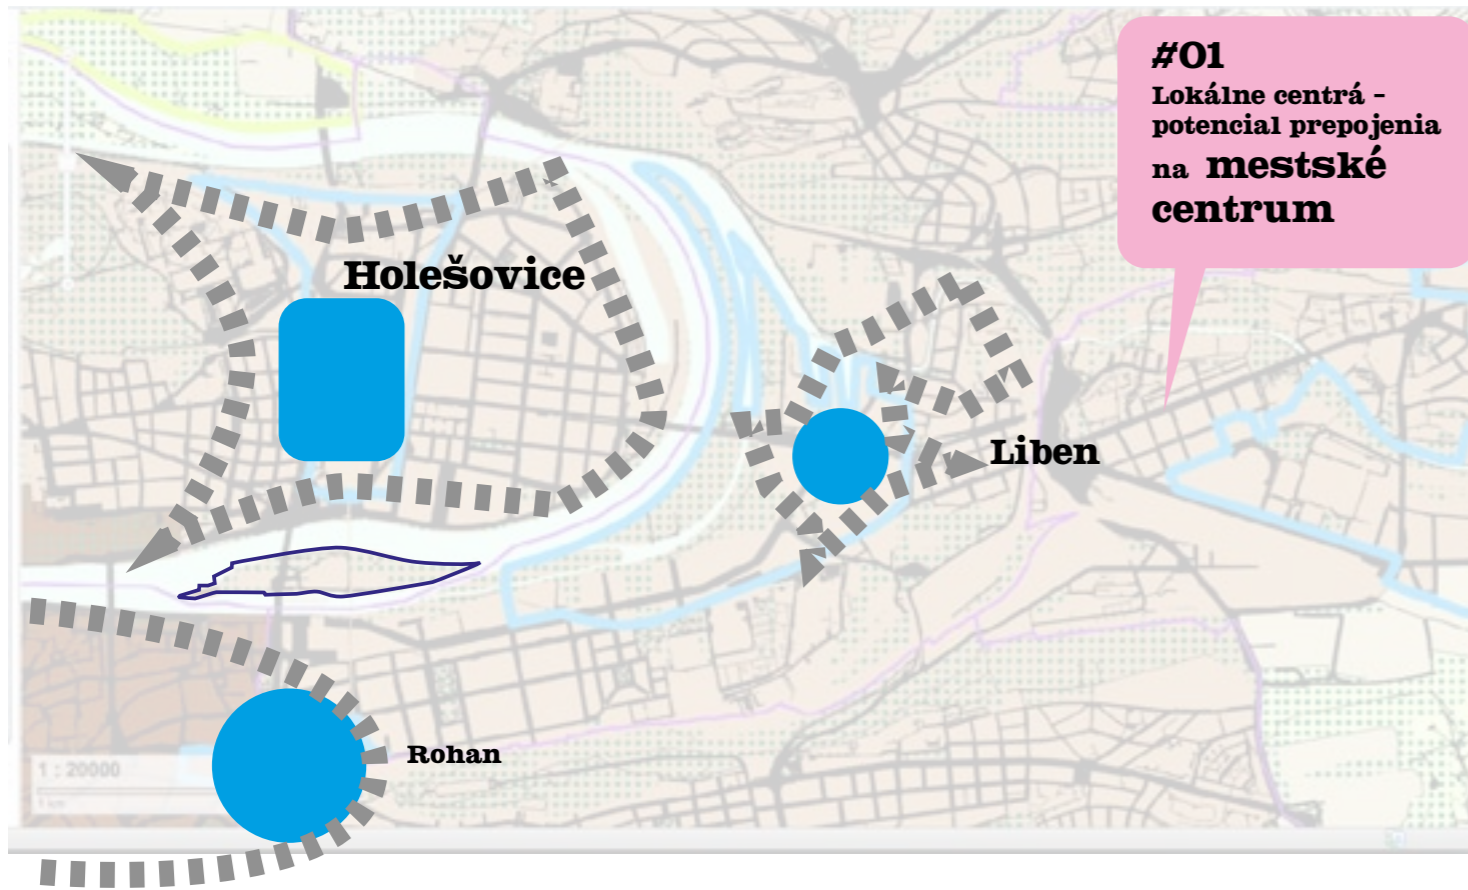 #01
Lokálne centrá -
potencial prepojenia
na mestské
centrum
Holešovice
Liben
Rohan
1 : 20000
1 km